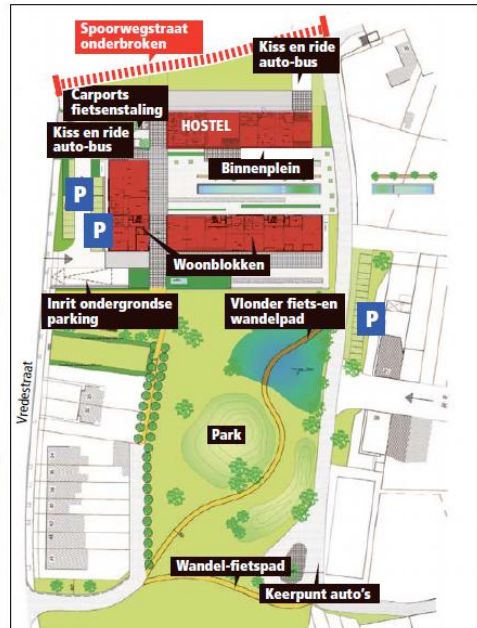 Spoorwegstraat
onderbroken
Kiss en ride
auto-bus
Carports
fietsenstaling
Kiss en ride
auto-bus
HOSTEL
Binnenplein
P
P
Woonblokken
Inrit ondergrondse
parking
Vlonder fiets-en
wandelpad
P
Vredestraat
Park
Wandel-fietspad
Keerpunt auto's